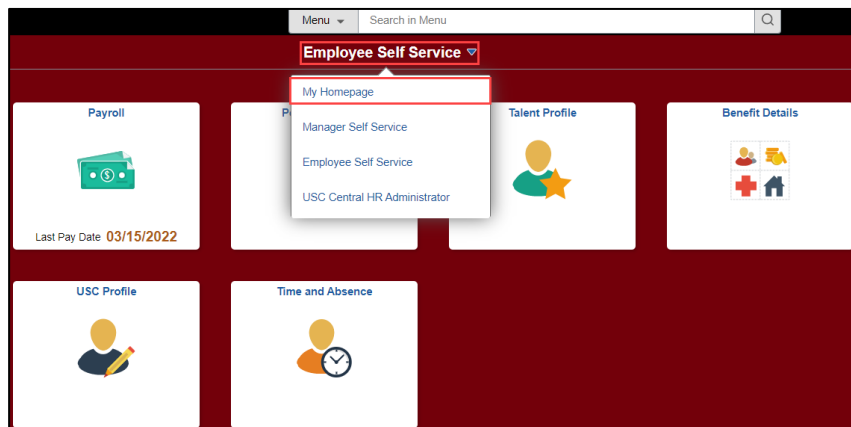 Menu
Search in Menu
Employee Self Service
My Homepage
Manager Self Service
Employee Self Service
USC Central HR Administrator
Payroll
Last Pay Date 03/15/2022
Talent Profile
Benefit Details
USC Profile
Time and Absence